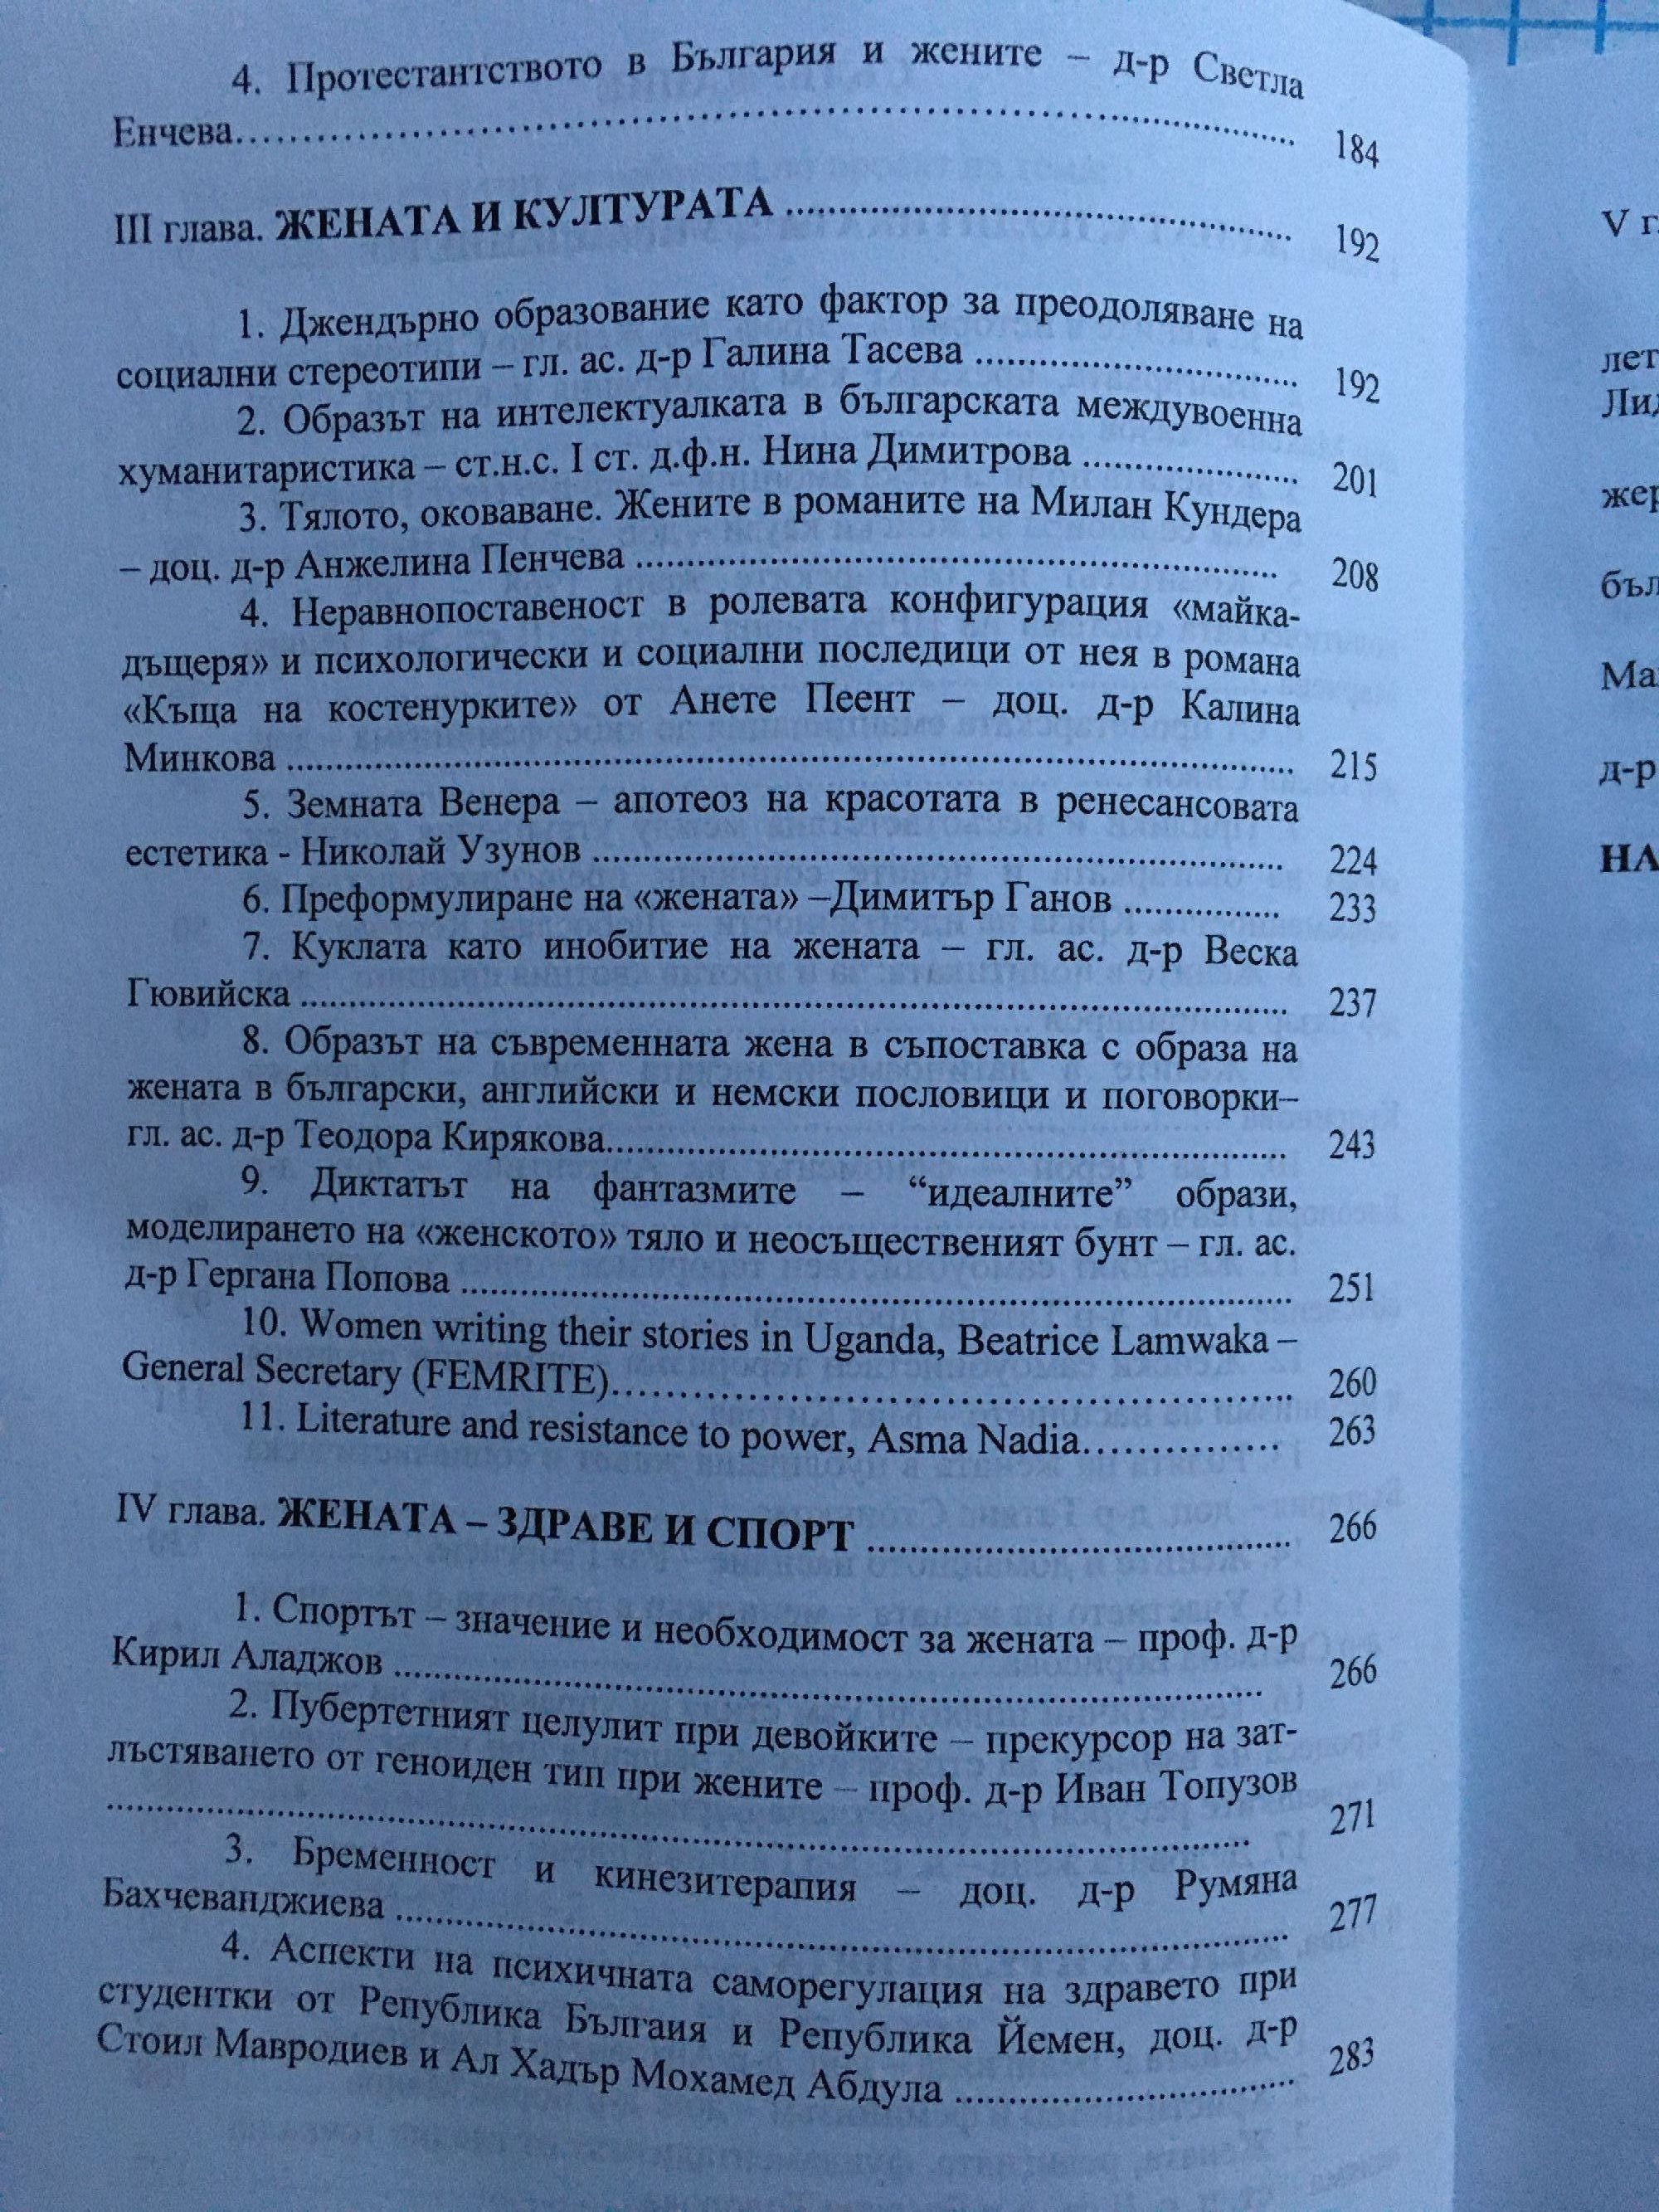 4. Протестантството в България и жените – д-р Светла
Енчева........................................................ 184
III глава. ЖЕНАТА И КУЛТУРАТА ........................................ 192
1. Джендърно образование като фактор за преодоляване на
социални стереотипи – гл. ас. д-р Галина Тасева .................... 192
2. Образът на интелектуалката в българската междувоенна
хуманитаристика – ст.н.с. I ст. д.ф.н. Нина Димитрова .............. 201
3. Тялото, оковаване. Жените в романите на Милан Кундера
– доц. д-р Анжелина Пенчева ........................................ 208
4. Неравнопоставеност в ролевата конфигурация «майка-
дъщеря» и психологически и социални последици от нея в романа
«Къща на костенурките» от Анете Пеент – доц. д-р Калина
Минкова ........................................................ 215
5. Земната Венера – апотеоз на красотата в ренесансовата
естетика - Николай Узунов ........................................ 224
6. Преформулиране на «жената» –Димитър Ганов ................ 233
7. Куклата като инобитие на жената – гл. ас. д-р Веска
Гювийска ........................................................ 237
8. Образът на съвременната жена в съпоставка с образа на
жената в български, английски и немски пословици и поговорки–
гл. ас. д-р Теодора Кирякова........................................ 243
9. Диктатът на фантазмите – “идеалните” образи,
моделирането на «женското» тяло и неосъщественият бунт – гл. ас.
д-р Гергана Попова ........................................ 251
10. Women writing their stories in Uganda, Beatrice Lamwaka –
General Secretary (FEMRITE)........................................ 260
11. Literature and resistance to power, Asma Nadia................ 263
IV глава. ЖЕНАТА – ЗДРАВЕ И СПОРТ ........................................ 266
1. Спортът – значение и необходимост за жената – проф. д-р
Кирил Аладжов ........................................ 266
2. Пубертетният целулит при девойките – прекурсор на зат-
лъстяването от геноиден тип при жените – проф. д-р Иван Топузов
........................................................ 271
3. Бременност и кинезитерапия – доц. д-р Румяна
Бахчеванджиева ........................................ 277
4. Аспекти на психичната саморегулация на здравето при
студентки от Република България и Република Йемен, доц. д-р
Стоил Мавродиев и Ал Хадър Мохамед Абдула ........................ 283
V г
лет
Ли
жер
бъл
Ма
д-р
НА